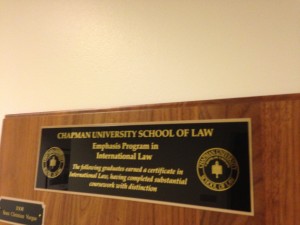 CHAPMAN UNIVERSITY SCHOOL OF LAW
Emphasis Program in
International Law
The following graduates earned a certificate in
International Law, having completed substantial
coursework with distinction